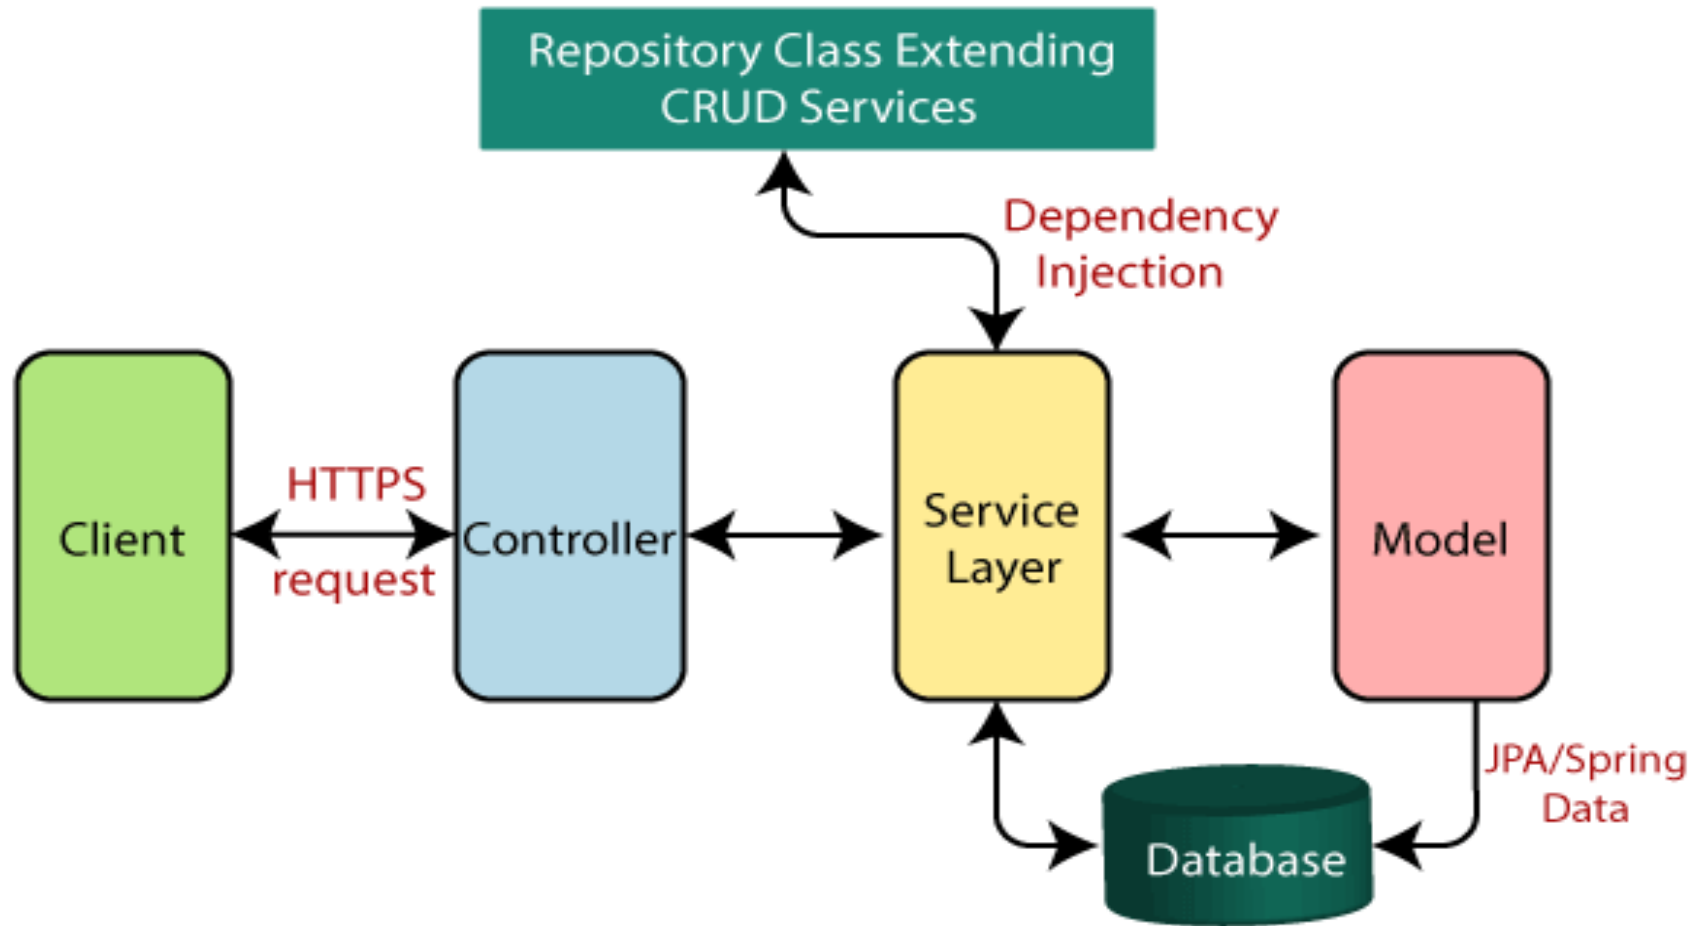 Repository Class Extending
CRUD Services
Dependency
Injection
HTTPS
request
Client
Controller
Service
Layer
Model
JPA/Spring
Data
Database